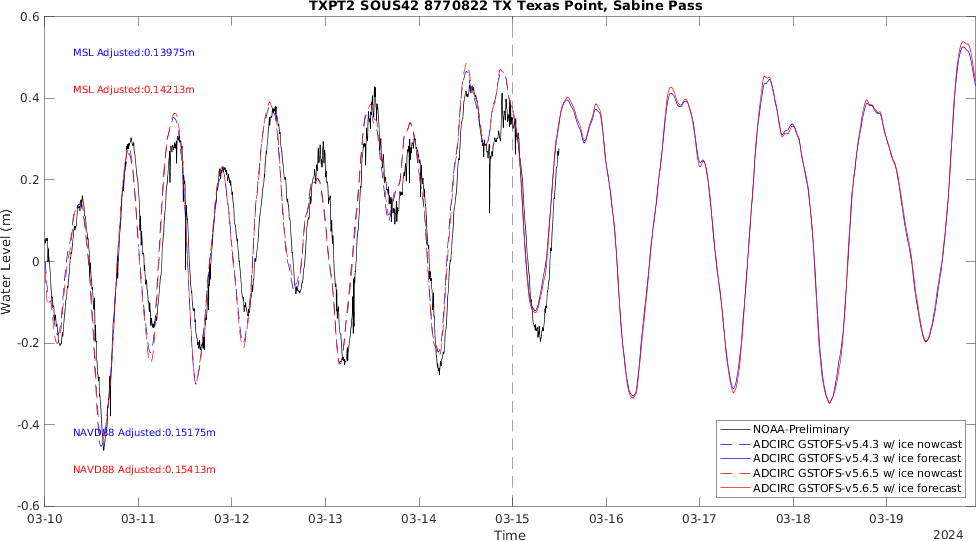 TXPT2 SOUS42 8770822 TX Texas Point, Sabine Pass
0.6
MSL Adjusted:0.13975m
MSL Adjusted:0.14213m
0.4
0.2
Water Level (m)
0
-0.2
-0.4
NAVD88 Adjusted:0.15175m
NAVD88 Adjusted:0.15413m
-0.6
NOAA-Preliminary
ADCIRC GSTOFS-v5.4.3 w/ ice nowcast
ADCIRC GSTOFS-v5.4.3 w/ ice forecast
ADCIRC GSTOFS-v5.6.5 w/ ice nowcast
ADCIRC GSTOFS-v5.6.5 w/ ice forecast
03-10 03-11 03-12 03-13 03-14 03-15 03-16 03-17 03-18 03-19
Time
2024